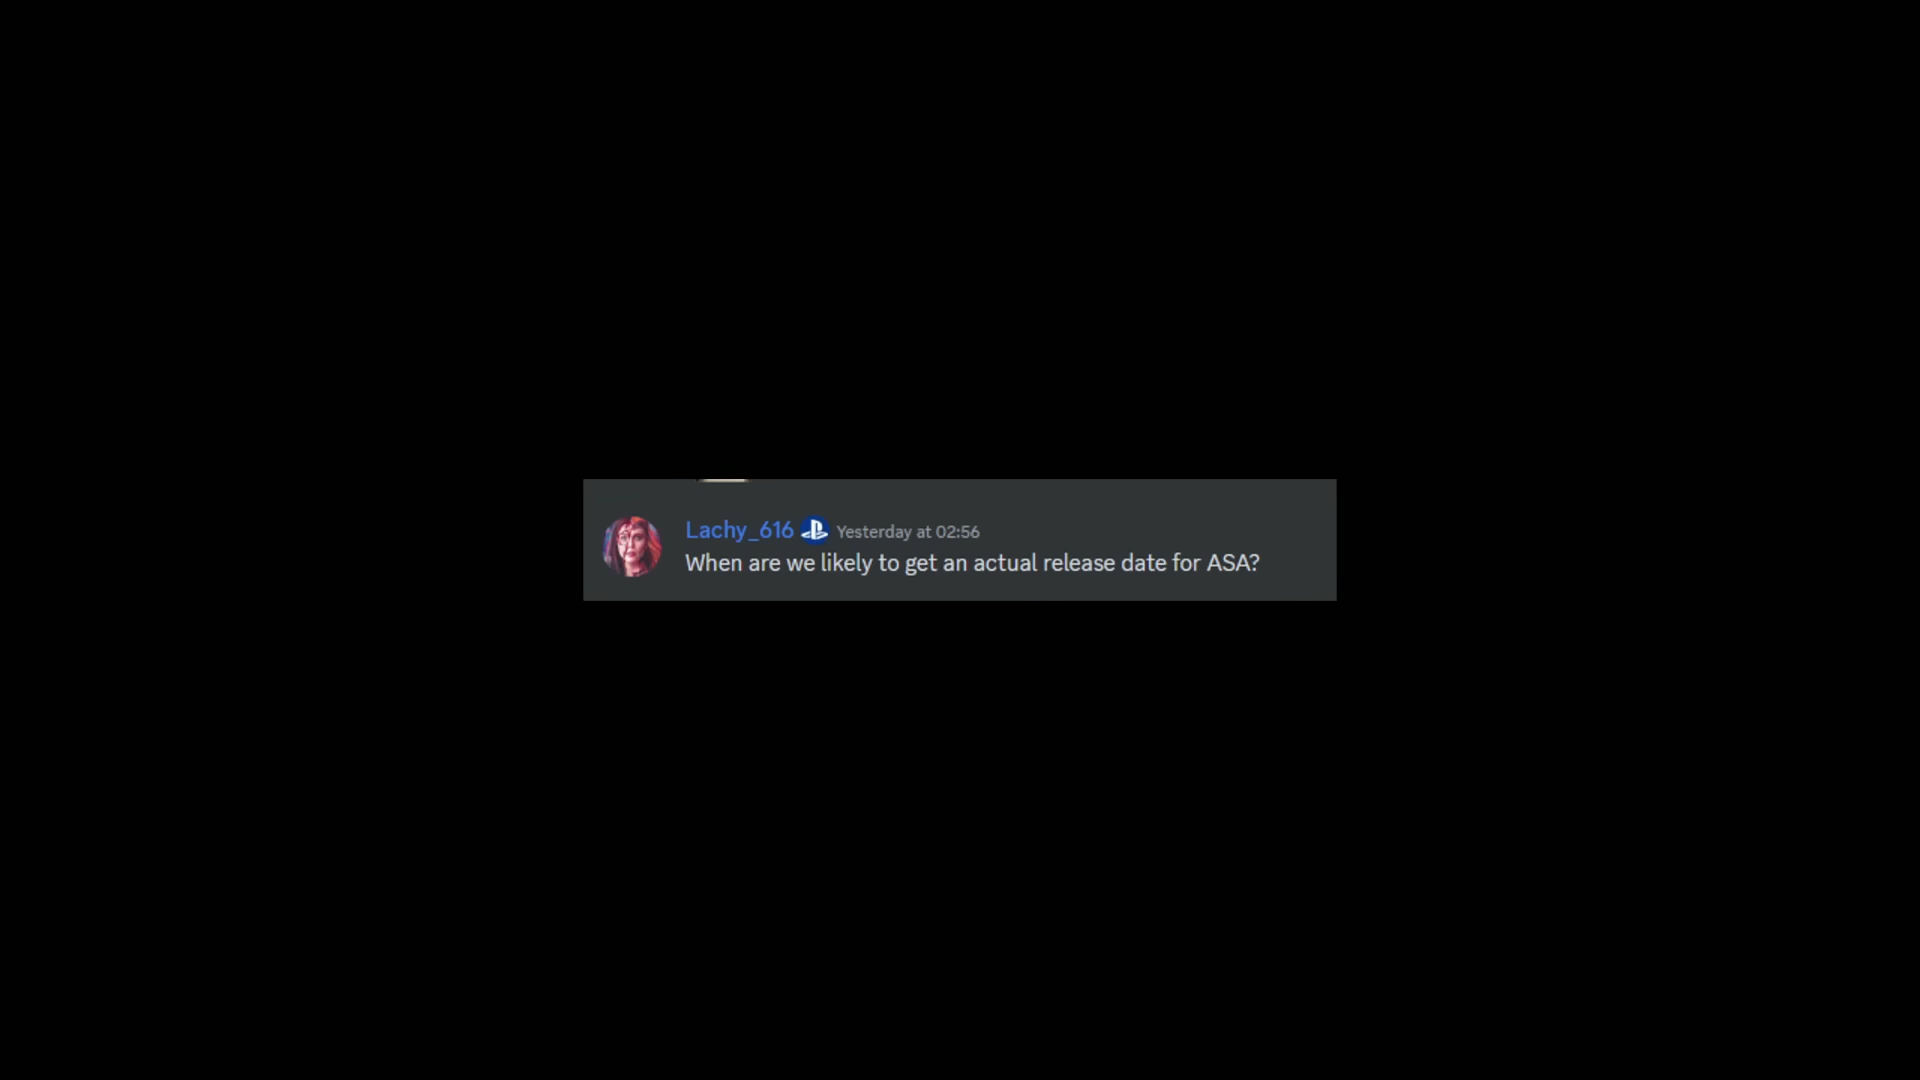 Lachy_616 Yesterday at 02:56
When are we likely to get an actual release date for ASA?